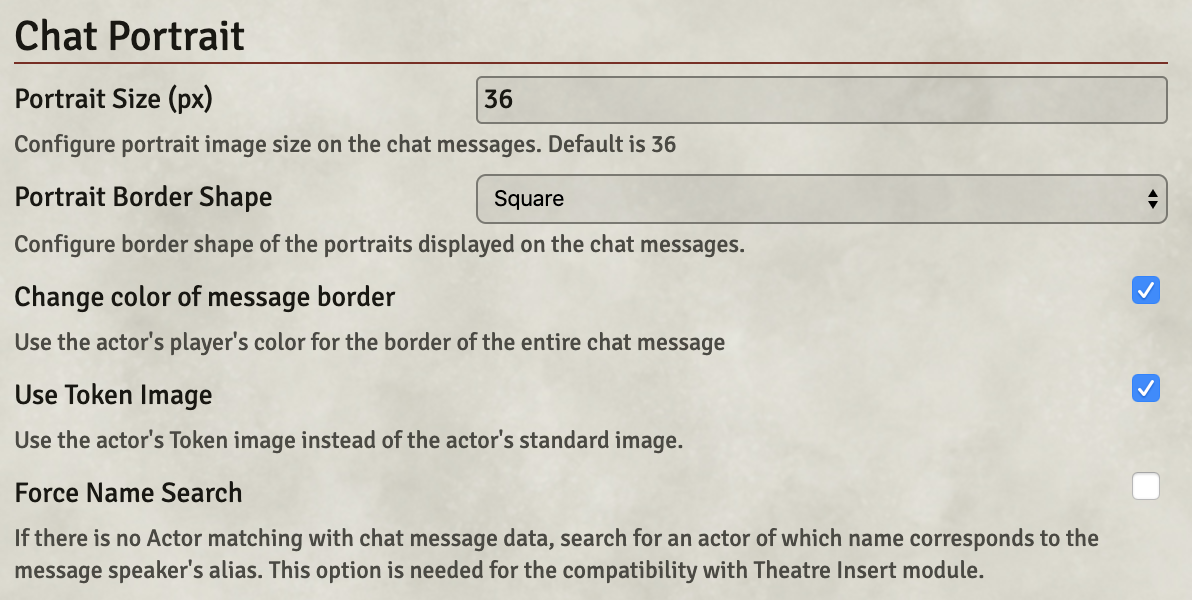 Chat Portrait
Portrait Size (px)
36
Configure portrait image size on the chat messages. Default is 36
Portrait Border Shape
Square
Configure border shape of the portraits displayed on the chat messages.
Change color of message border
Use the actor's player's color for the border of the entire chat message
Use Token Image
Use the actor's Token image instead of the actor's standard image.
Force Name Search
If there is no Actor matching with chat message data, search for an actor of which name corresponds to the
message speaker's alias. This option is needed for the compatibility with Theatre Insert module.